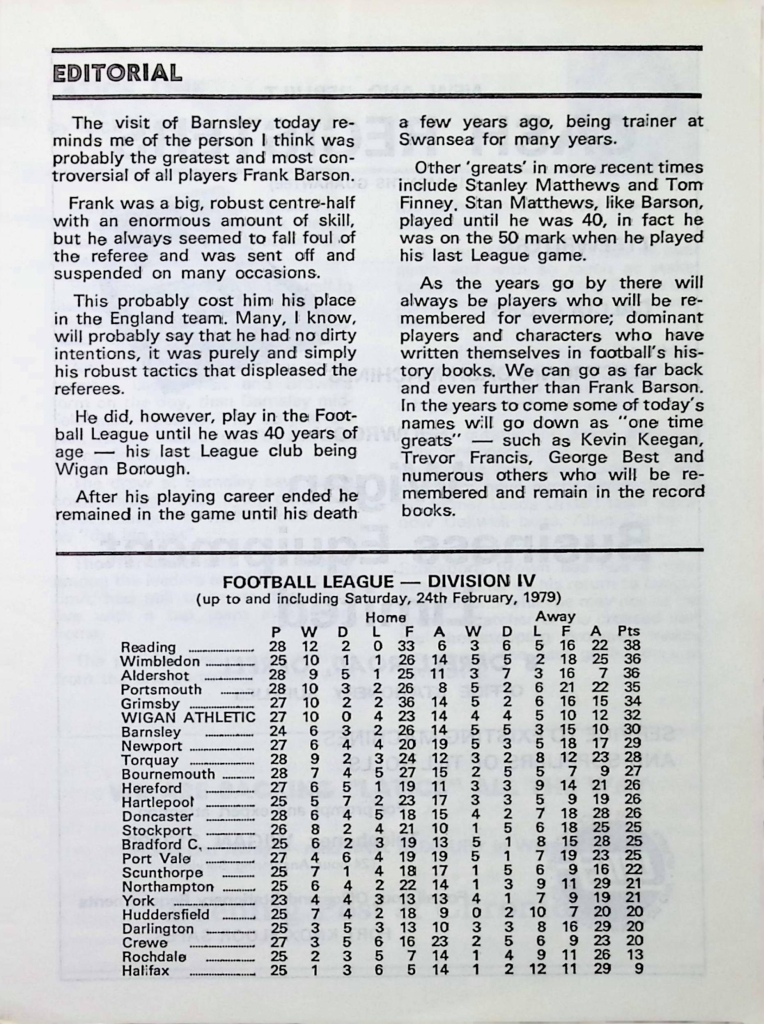 EDITORIAL
The visit of Barnsley today re-
minds me of the person I think was
probably the greatest and most con-
troversial of all players Frank Barson.
Frank was a big, robust centre-half
with an enormous amount of skill,
but he always seemed to fall foul of
the referee and was sent off and
suspended on many occasions.
This probably cost him his place
in the England team. Many, I know,
will probably say that he had no dirty
intentions, it was purely and simply
his robust tactics that displeased the
referees.
He did, however, play in the Foot-
ball League until he was 40 years of
age — his last League club being
Wigan Borough.
After his playing career ended he
remained in the game until his death
a few years ago, being trainer at
Swansea for many years.
Other 'greats' in more recent times
include Stanley Matthews and Tom
Finney. Stan Matthews, like Barson,
played until he was 40, in fact he
was on the 50 mark when he played
his last League game.
As the years go by there will
always be players who will be re-
membered for evermore; dominant
players and characters who have
written themselves in football's his-
tory books. We can go as far back
and even further than Frank Barson.
In the years to come some of today's
names will go down as "one time
greats" — such as Kevin Keegan,
Trevor Francis, George Best and
numerous others who will be re-
membered and remain in the record
books.
FOOTBALL LEAGUE — DIVISION IV
(up to and including Saturday, 24th February, 1979)
Home Away
P W D L F A W D L F A Pts
Reading 28 12 2 0 33 6 3 6 5 16 22 38
Wimbledon 25 10 1 1 26 14 5 5 2 18 25 36
Aldershot 28 9 5 1 25 11 3 7 3 16 7 36
Portsmouth 28 10 3 2 26 8 5 2 6 21 22 35
Grimsby 27 10 2 2 36 14 5 2 6 16 15 34
WIGAN ATHLETIC 27 10 0 4 23 14 4 4 5 10 12 32
Barnsley 24 6 3 2 26 14 5 5 3 15 10 30
Newport 27 6 4 4 20 19 5 3 5 18 17 29
Torquay 28 9 2 3 24 12 3 2 8 12 23 28
Bournemouth 28 7 4 5 27 15 2 5 5 7 9 27
Hereford 27 6 5 1 19 11 3 3 9 14 21 26
Hartlepool 25 5 7 2 23 17 3 3 5 9 19 26
Doncaster 28 6 4 5 18 15 4 2 7 18 28 26
Stockport 26 8 2 4 21 10 1 5 6 18 25 25
Bradford C. 25 6 2 3 19 13 5 1 8 15 28 25
Port Vale 27 4 6 4 19 19 5 1 7 19 23 25
Scunthorpe 25 7 1 4 18 17 1 5 6 9 16 22
Northampton 25 6 4 2 22 14 1 3 9 11 29 21
York 23 4 4 3 13 13 4 1 7 9 19 21
Huddersfield 25 7 4 2 18 9 0 2 10 7 20 20
Darlington 25 3 5 3 13 10 3 3 8 16 29 20
Crewe 27 3 5 6 16 23 2 5 6 9 23 20
Rochdale 25 2 3 5 7 14 1 4 9 11 26 13
Halifax 25 1 3 6 5 14 1 2 12 11 29 9